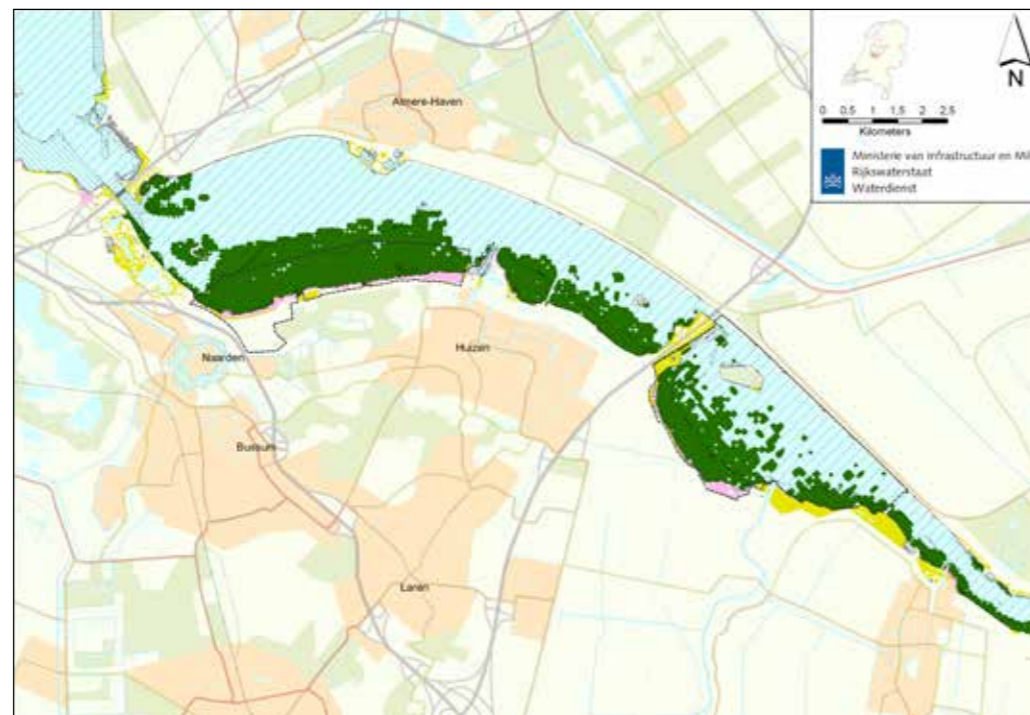 N
0 0,5 1 1,5 2 2,5
Kilometers
Ministerie van Infrastructuur en Mil
Rijkswaterstaat
Waterdienst
Almere-Haven
Huizen
Naarden
Bussum
Laren